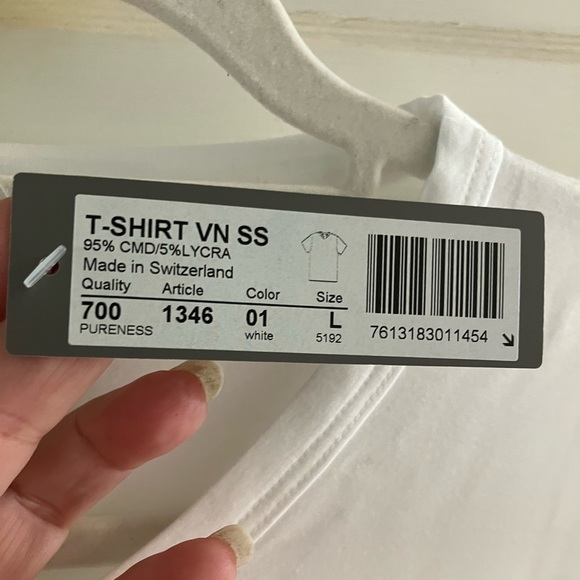 T-SHIRT VN SS
95% CMD/5%LYCRA
Made in Switzerland
Quality Article Color Size
700 1346 01 L
PURENESS white 5192
7613183011454